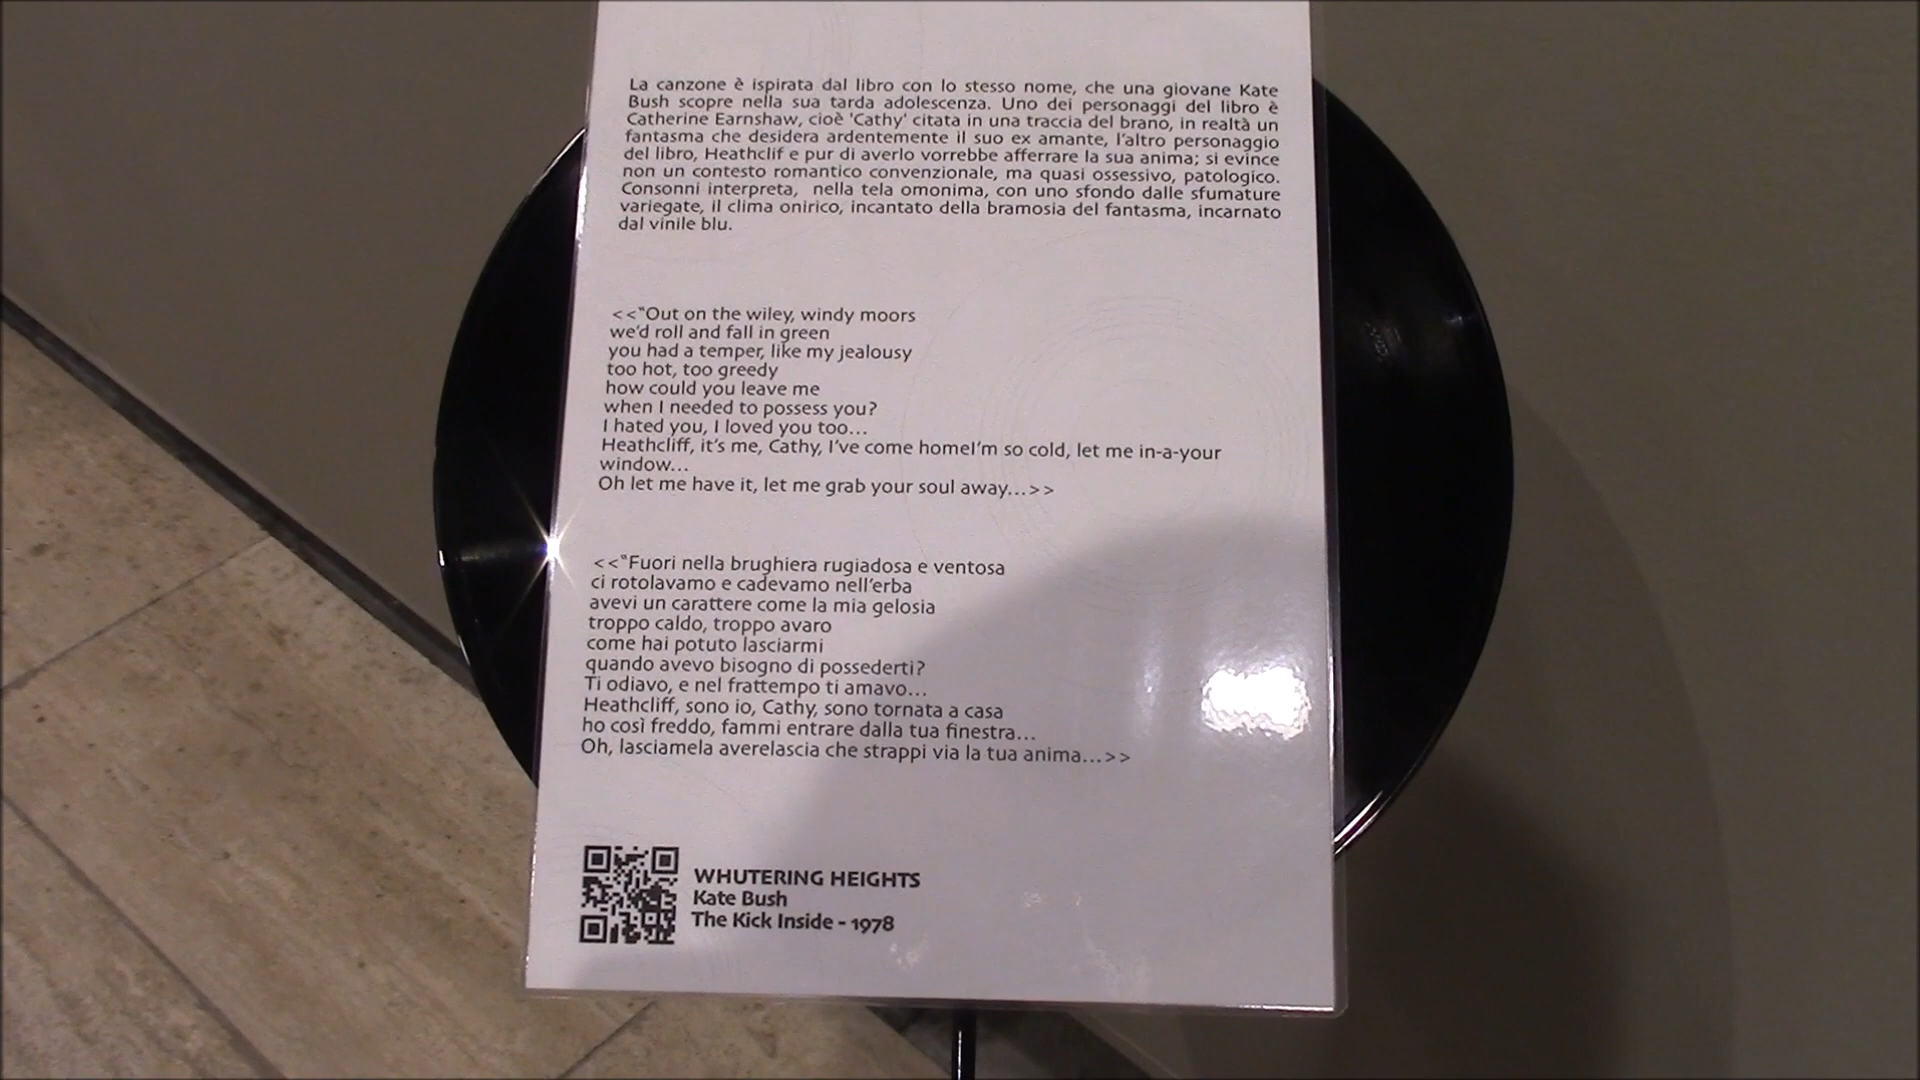 La canzone è ispirata dal libro con lo stesso nome, che una giovane Kate
Bush scopre nella sua tarda adolescenza. Uno dei personaggi del libro è
Catherine Earnshaw, cioè 'Cathy' citata in una traccia del brano, in realtà un
fantasma che desidera ardentemente il suo ex amante, l'altro personaggio
del libro, Heathclif e pur di averlo vorrebbe afferrare la sua anima; si evince
non un contesto romantico convenzionale, ma quasi ossessivo, patologico.
Consonni interpreta, nella tela omonima, con uno sfondo dalle sfumature
variegate, il clima onirico, incantato della bramosia del fantasma, incarnato
dal vinile blu.
<<"Out on the wiley, windy moors
we'd roll and fall in green
you had a temper, like my jealousy
too hot, too greedy
how could you leave me
when I needed to possess you?
I hated you, I loved you too...
Heathcliff, it's me, Cathy, I've come homeI'm so cold, let me in-a-your
window...
Oh let me have it, let me grab your soul away...>>
<<"Fuori nella brughiera rugiadosa e ventosa
ci rotolavamo e cadevamo nell'erba
avevi un carattere come la mia gelosia
troppo caldo, troppo avaro
come hai potuto lasciarmi
quando avevo bisogno di possederti?
Ti odiavo, e nel frattempo ti amavo...
Heathcliff, sono io, Cathy, sono tornata a casa
ho così freddo, fammi entrare dalla tua finestra...
Oh, lasciamela averelascia che strappi via la tua anima...>>
WHUTERING HEIGHTS
Kate Bush
The Kick Inside - 1978